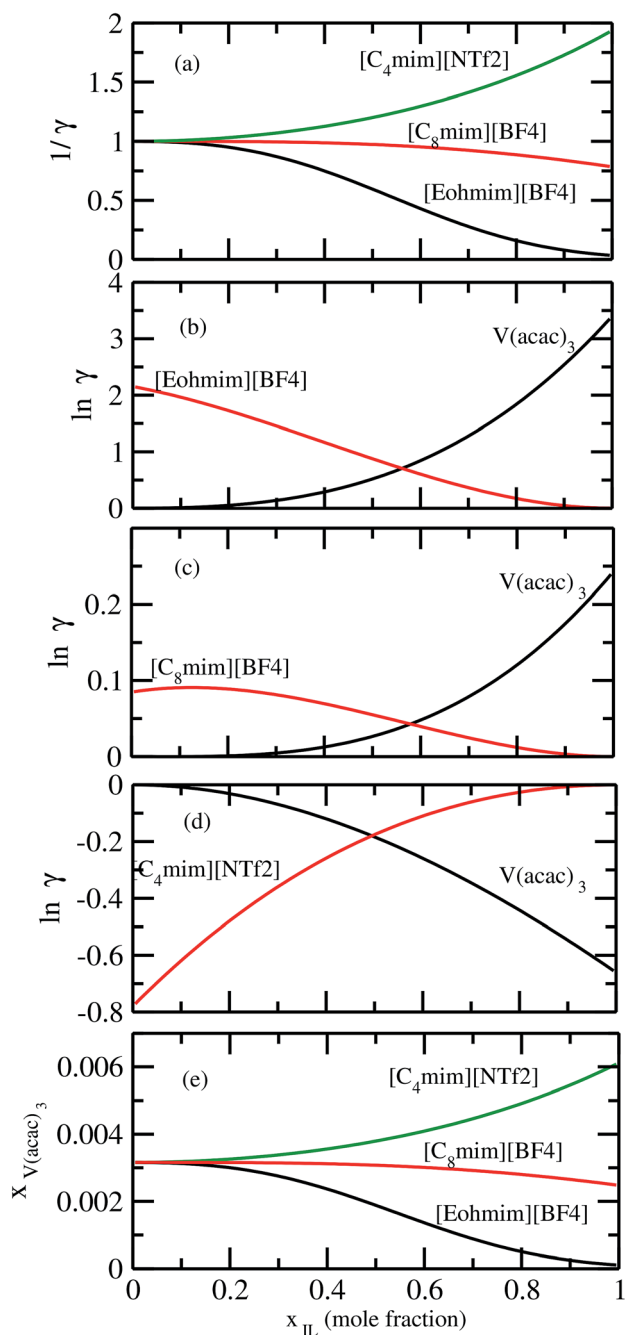 2
(a)
[C4mim][NTf2]
1.5
1/γ
1
[C8mim][BF4]
0.5
[Eohmim][BF4]
0
4
(b)
3
V(acac)3
[Eohmim][BF4]
ln γ
2
1
0
(c)
V(acac)3
0.2
ln γ
[C8mim][BF4]
0.1
0
0
(d)
-0.2
[C4mim][NTf2]
ln γ
-0.4
V(acac)3
-0.6
-0.8
0.006
(e)
[C4mim][NTf2]
0.004
xV(acac)3
[C8mim][BF4]
0.002
[Eohmim][BF4]
0
0 0.2 0.4 0.6 0.8 1
xIL (mole fraction)